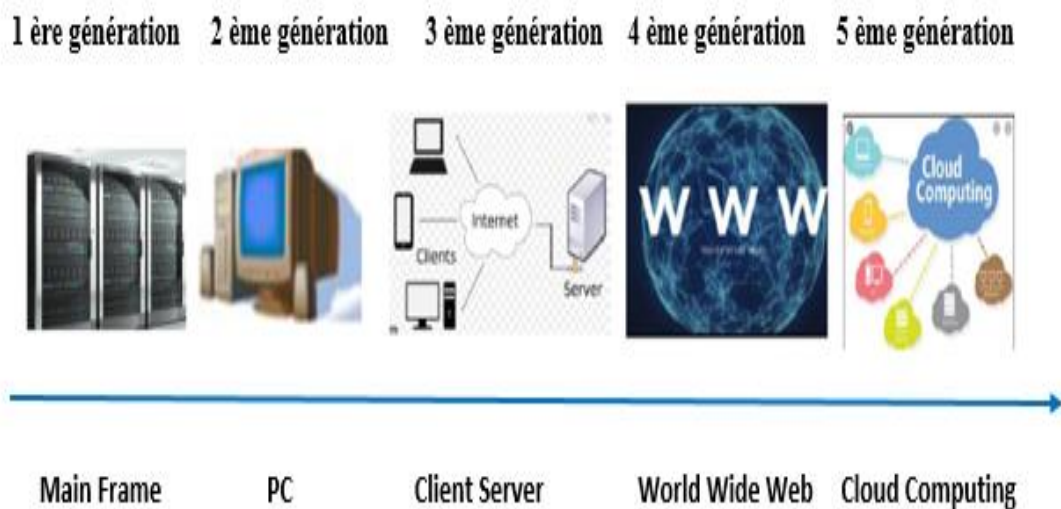 1 ère génération
2 ème génération
3 ème génération
4 ème génération
5 ème génération
Internet
Clients
Server
W W W
Cloud
Computing
Main Frame
PC
Client Server
World Wide Web
Cloud Computing